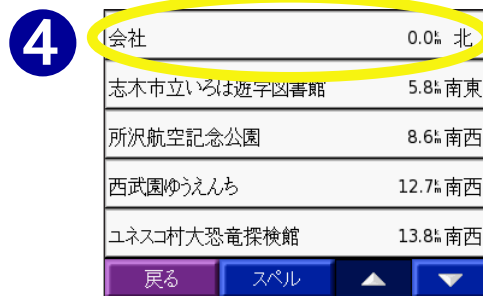 4
会社 0.0㎞ 北
志木市立いろは遊学図書館 5.8㎞ 南東
所沢航空記念公園 8.6㎞ 南西
西武園ゆうえんち 12.7㎞ 南西
ユネスコ村大恐竜探検館 13.8㎞ 南西
戻る スペル